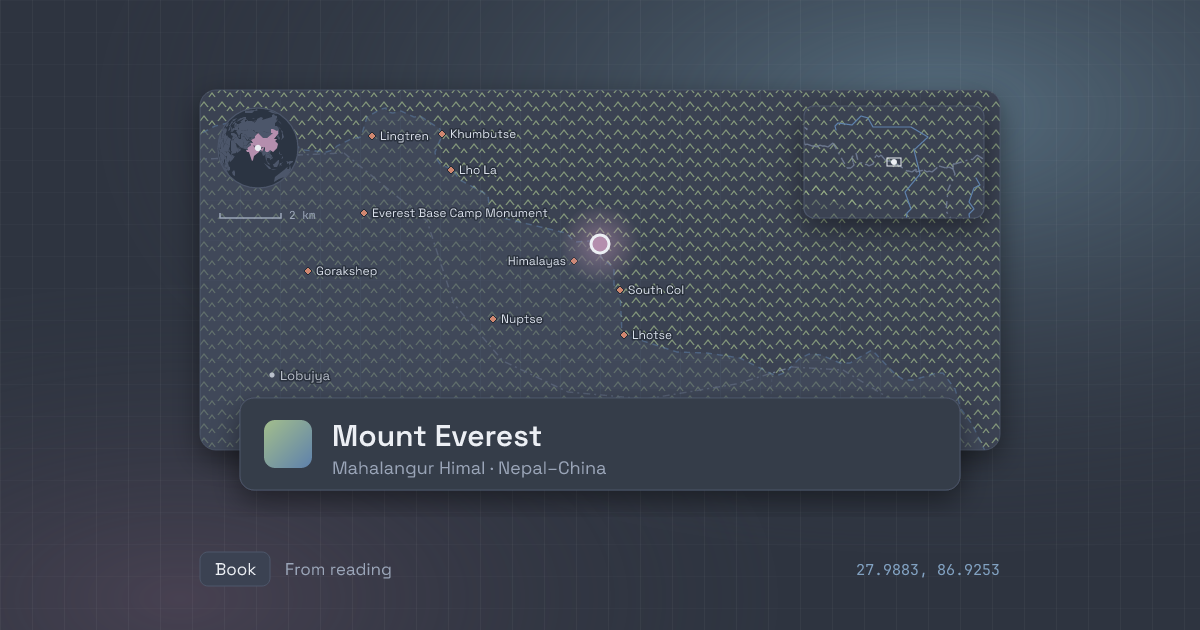 Lingtren
Khumbutse
Lho La
2 km
Everest Base Camp Monument
Himalayas
Gorakshep
South Col
Nuptse
Lhotse
Lobujya
Mount Everest
Mahalangur Himal · Nepal–China
Book
From reading
27.9883, 86.9253